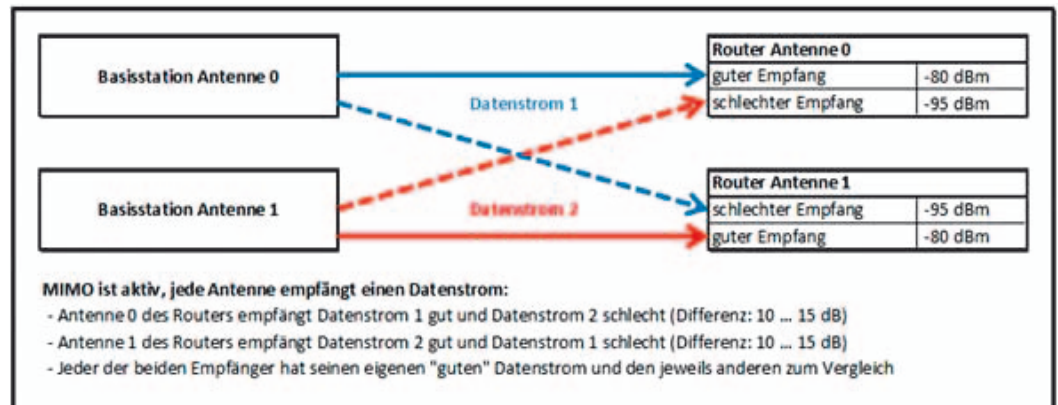 Basisstation Antenne 0
Router Antenne 0
guter Empfang -80 dBm
schlechter Empfang -95 dBm
Datenstrom 1
Basisstation Antenne 1
Datenstrom 2
Router Antenne 1
schlechter Empfang -95 dBm
guter Empfang -80 dBm
MIMO ist aktiv, jede Antenne empfängt einen Datenstrom:
- Antenne 0 des Routers empfängt Datenstrom 1 gut und Datenstrom 2 schlecht (Differenz: 10 ... 15 dB)
- Antenne 1 des Routers empfängt Datenstrom 2 gut und Datenstrom 1 schlecht (Differenz: 10 ... 15 dB)
- Jeder der beiden Empfänger hat seinen eigenen "guten" Datenstrom und den jeweils anderen zum Vergleich